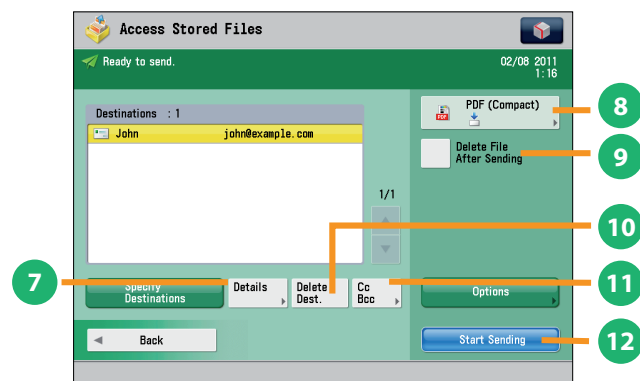 Access Stored Files
Ready to send.
02/08 2011
1:16
Destinations : 1
John john@example.com
1/1
PDF (Compact)
PDF
Delete File
After Sending
8
9
10
7
11
12
Specify
Destinations
Details
Delete
Dest.
Cc
Bcc
Options
Back
Start Sending